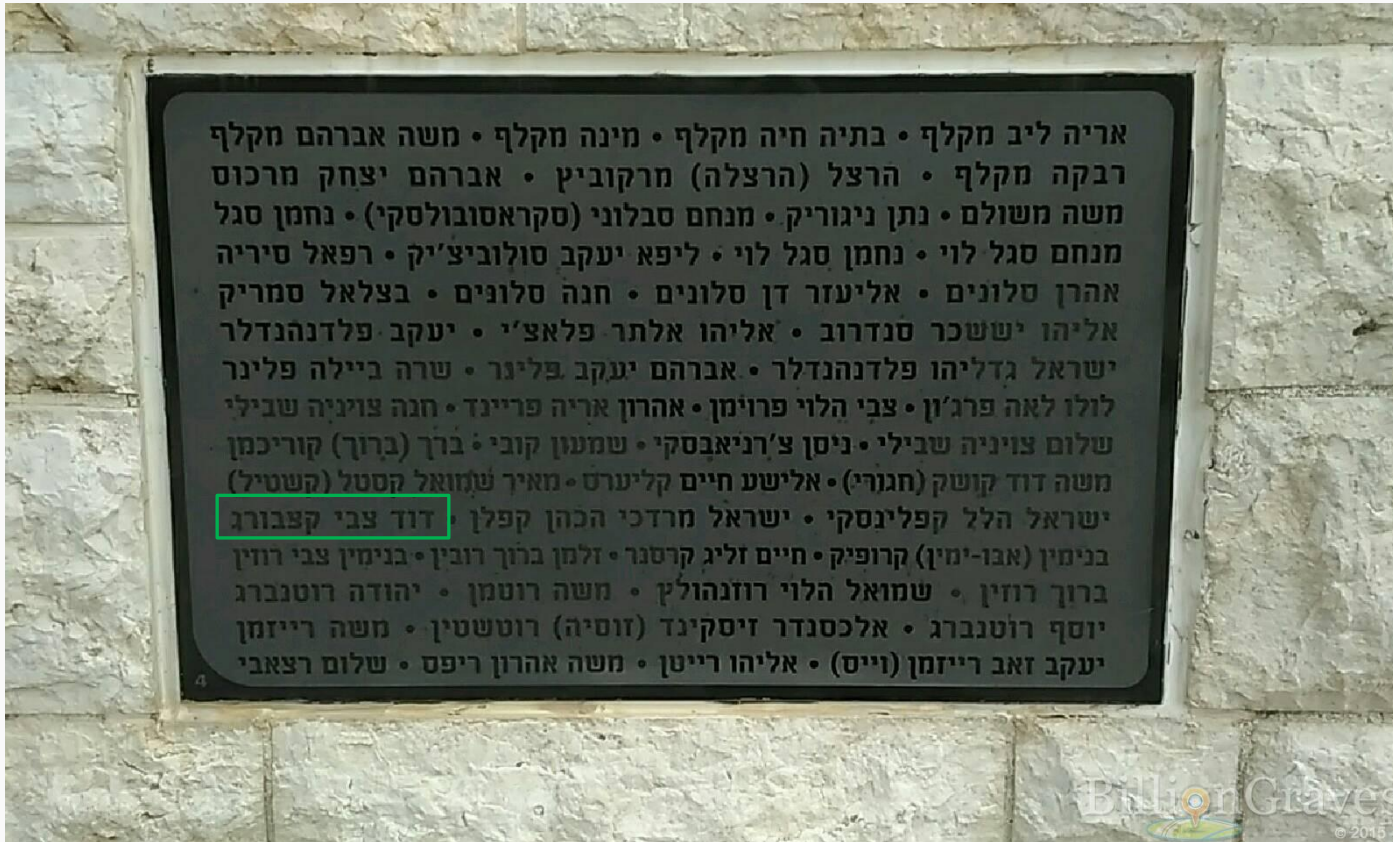 אריה ליב מקלף • בתיה חיה מקלף • מינה מקלף • משה אברהם מקלף
רבקה מקלף • הרצל (הרצלה) מרקוביץ • אברהם יצחק מרכוס
משה משולם • נתן ניגוריק • מנחם סבלוני (סקראסובולסקי) • נחמן סגל
מנחם סגל לוי • נחמן סגל לוי • ליפא יעקב סולוביצ'יק • רפאל סיריה
אהרן סלונים • אליעזר דן סלונים • חנה סלונים • בצלאל סמריק
אליהו יששכר סנדרוב • אליהו אלתר פלאצ'י • יעקב פלדנהנדלר
ישראל גדליהו פלדנהנדלר • אברהם יעקב פלינר • שרה ביילה פלינר
לולו לאה פרג'ון • צבי הלוי פרוימן • אהרון אריה פריינד • חנה צויניה שבילי
שלום צויניה שבילי • ניסן צ'רניאבסקי • שמעון קובי • ברך (ברוך) קוריכמן
משה דוד קושק (חגורי) • אלישע חיים קליערס • מאיר שמואל קסטל (קשטיל)
ישראל הלל קפלינסקי • ישראל מרדכי הכהן קפלן • דוד צבי קצבורג
בנימין (אבו-ימין) קרופיק • חיים זליג קרסנר • זלמן ברוך רובין • בנימין צבי רוזין
ברוך רוזין • שמואל הלוי רוזנהולץ • משה רוטמן • יהודה רוטנברג
יוסף רוטנברג • אלכסנדר זיסקינד (זוסיה) רוטשטין • משה רייזמן
יעקב זאב רייזמן (וייס) • אליהו רייטן • משה אהרון ריפס • שלום רצאבי
4
BillionGraves
© 2015